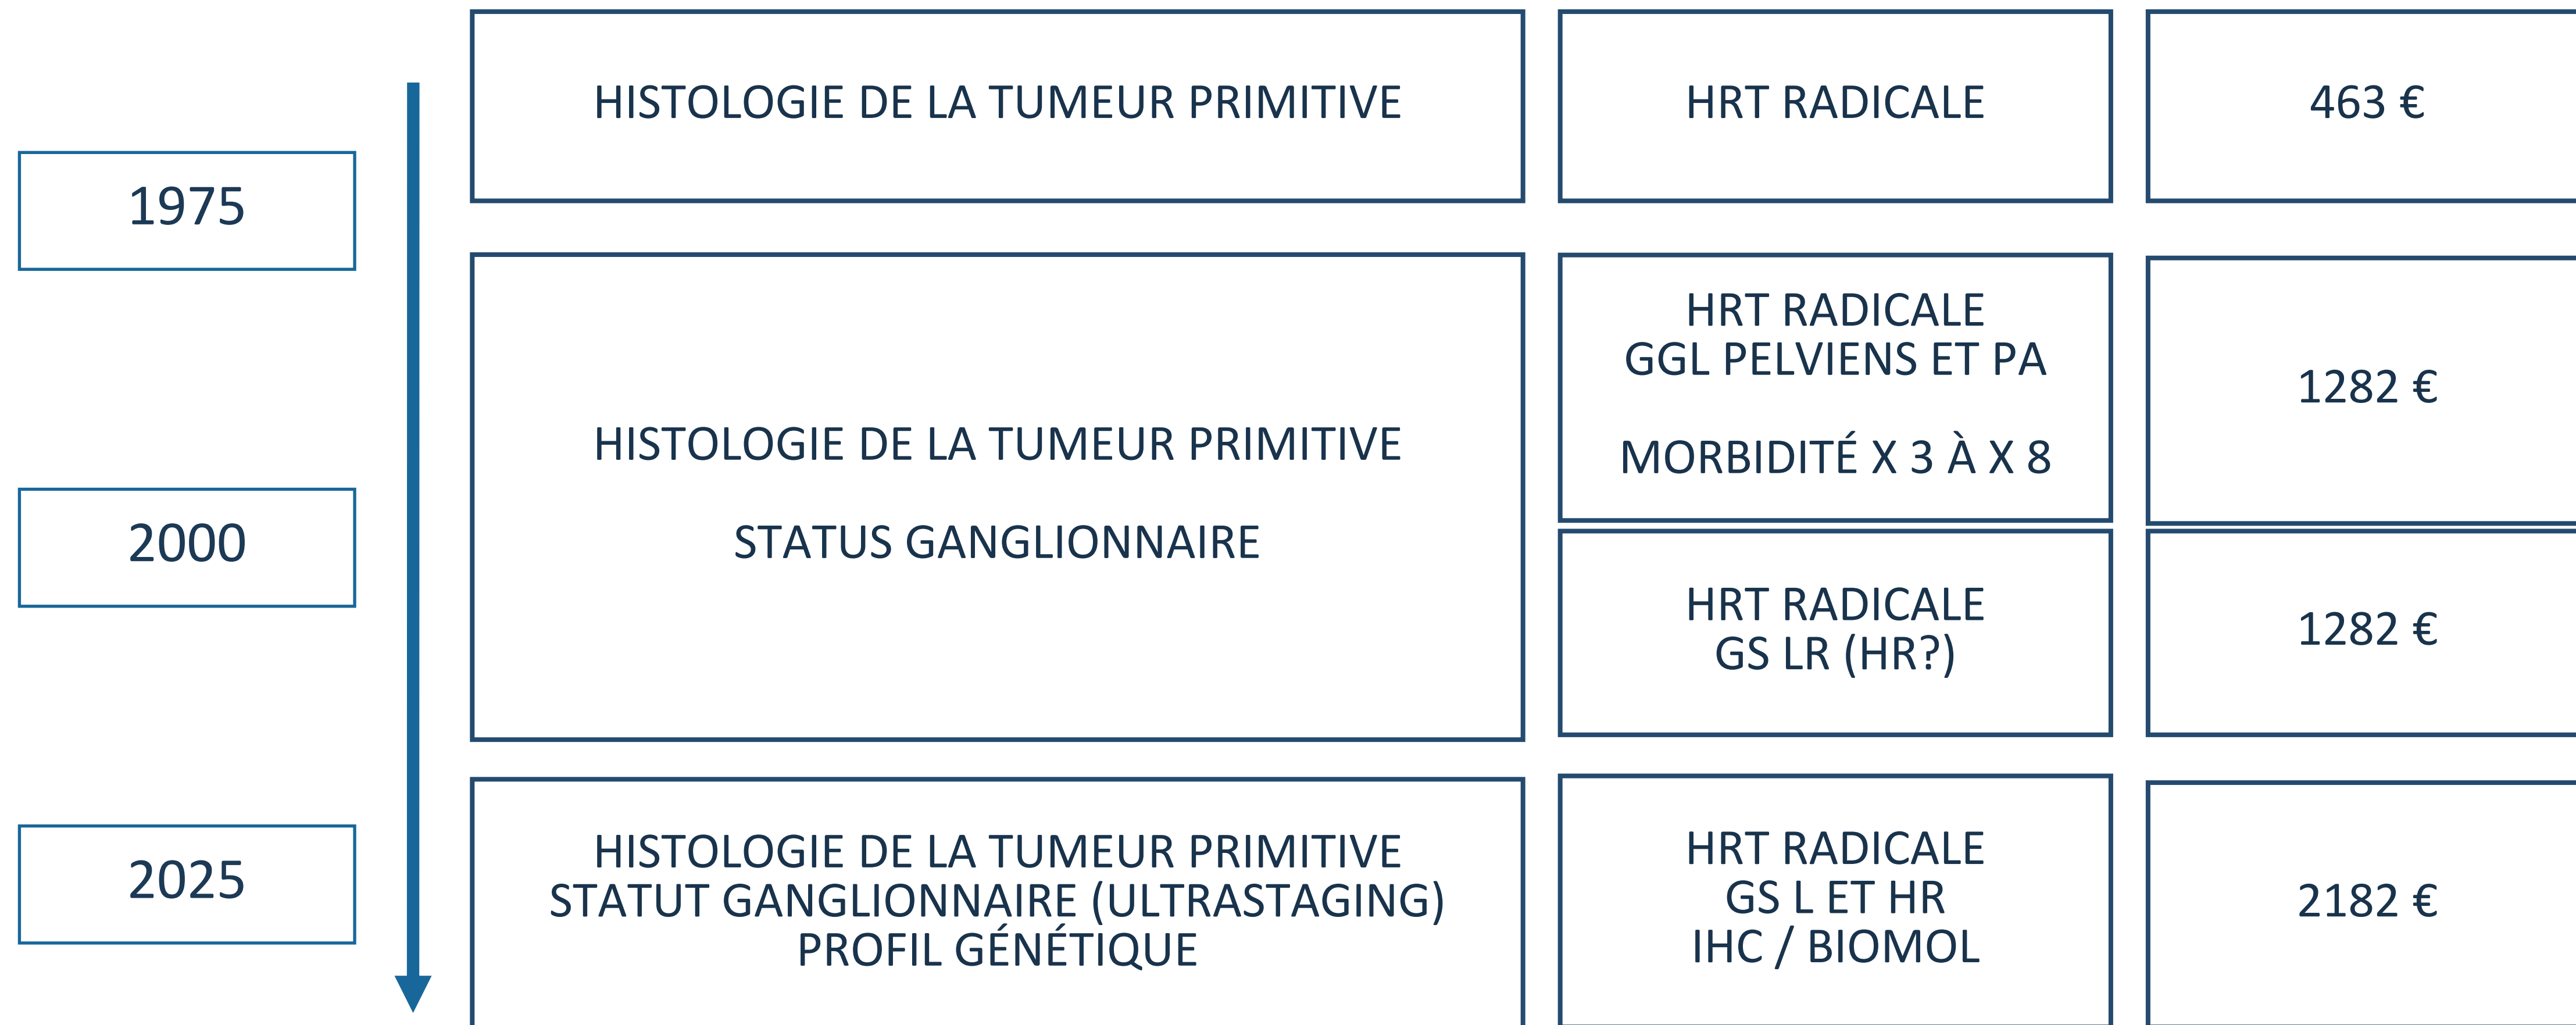 1975
HISTOLOGIE DE LA TUMEUR PRIMITIVE
HRT RADICALE
463 €
2000
HISTOLOGIE DE LA TUMEUR PRIMITIVE
STATUS GANGLIONNAIRE
HRT RADICALE
GGL PELVIENS ET PA
MORBIDITÉ X 3 À X 8
1282 €
HRT RADICALE
GS LR (HR?)
1282 €
2025
HISTOLOGIE DE LA TUMEUR PRIMITIVE
STATUT GANGLIONNAIRE (ULTRASTAGING)
PROFIL GÉNÉTIQUE
HRT RADICALE
GS L ET HR
IHC / BIOMOL
2182 €